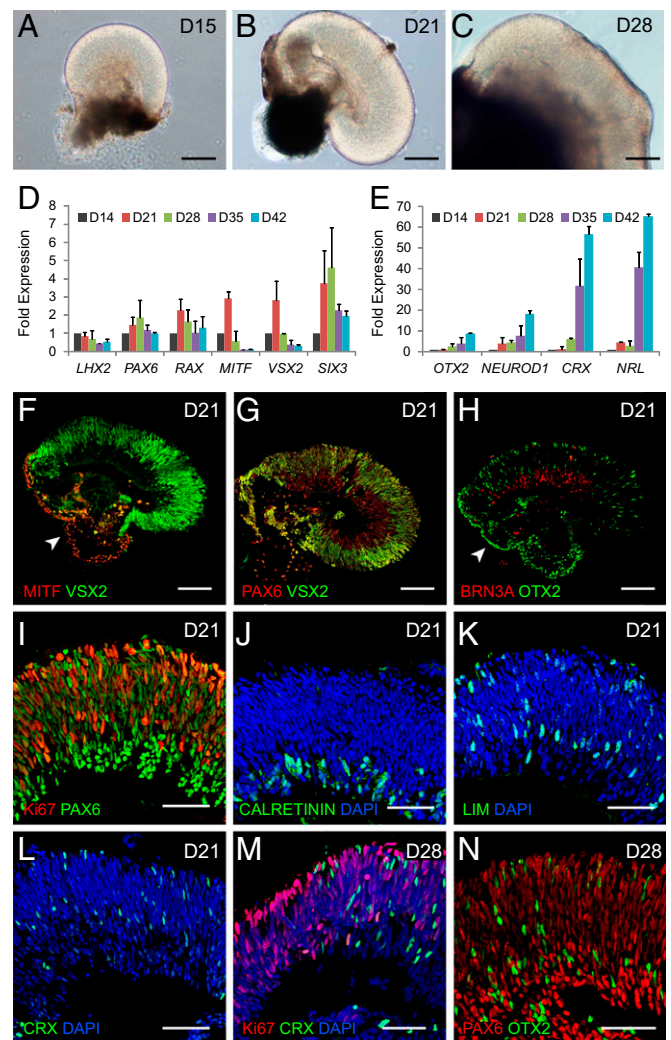 A D15
B D21
C D28
D
D14 D21 D28 D35 D42
Fold Expression
8
7
6
5
4
3
2
1
0
LHX2 PAX6 RAX MITF VSX2 SIX3
E
D14 D21 D28 D35 D42
Fold Expression
70
60
50
40
30
20
10
0
OTX2 NEUROD1 CRX NRL
F D21
MITF VSX2
G D21
PAX6 VSX2
H D21
BRN3A OTX2
I D21
Ki67 PAX6
J D21
CALRETININ DAPI
K D21
LIM DAPI
L D21
CRX DAPI
M D28
Ki67 CRX DAPI
N D28
PAX6 OTX2